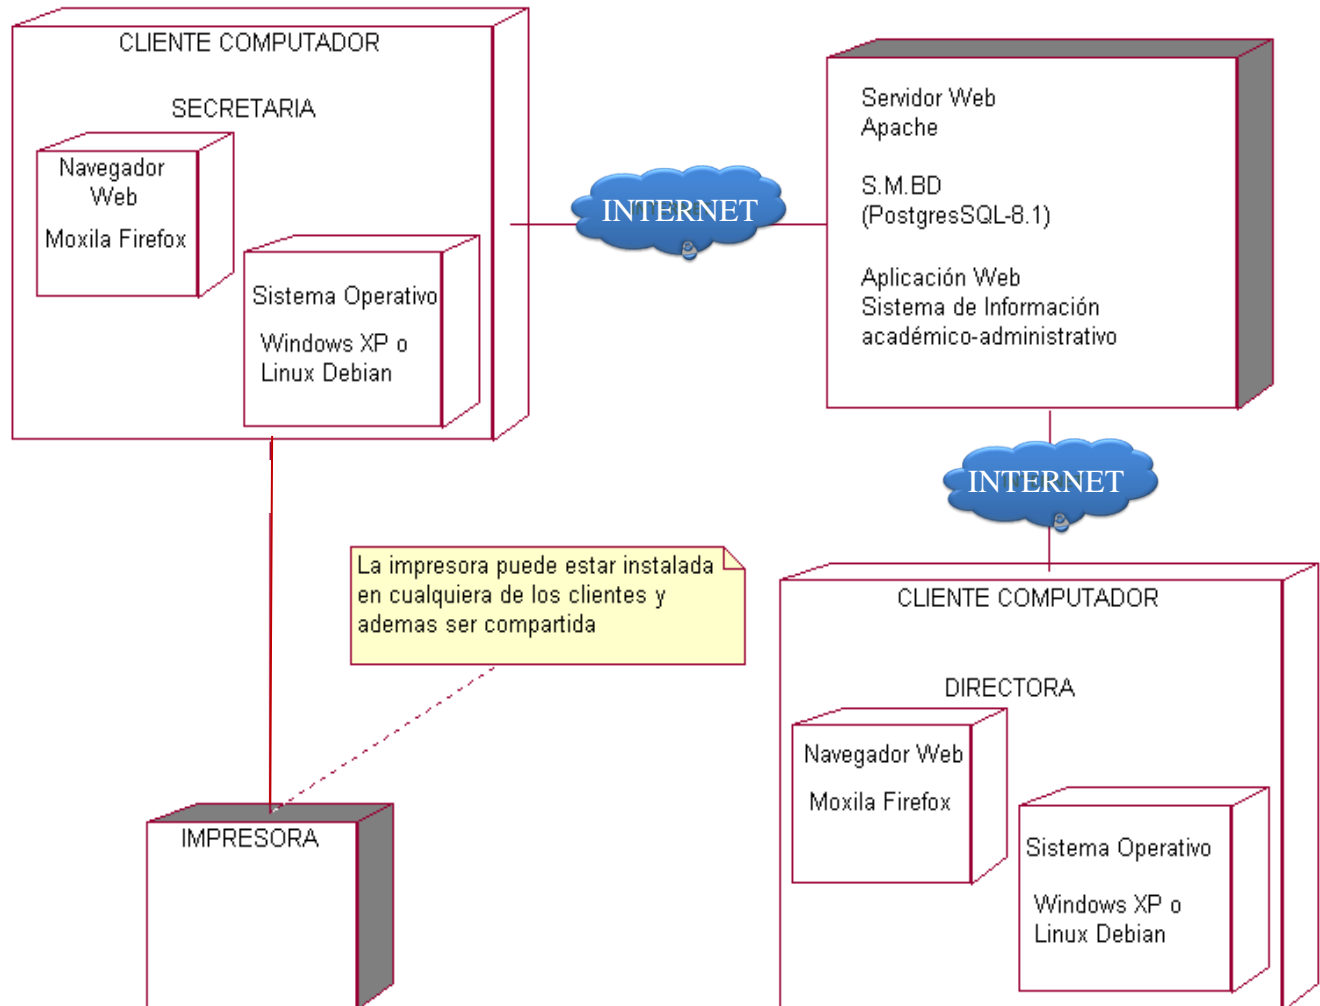 CLIENTE COMPUTADOR
SECRETARIA
Navegador
Web
Moxila Firefox
Sistema Operativo
Windows XP o
Linux Debian
INTERNET
Servidor Web
Apache
S.M.BD
(PostgresSQL-8.1)
Aplicación Web
Sistema de Información
académico-administrativo
INTERNET
La impresora puede estar instalada
en cualquiera de los clientes y
ademas ser compartida
IMPRESORA
CLIENTE COMPUTADOR
DIRECTORA
Navegador Web
Moxila Firefox
Sistema Operativo
Windows XP o
Linux Debian